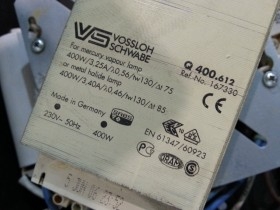 VS VOSSLOH
SCHWABE
For mercury vapour lamp
400W/3,25A/λ0,56/tw130/Δt 75
or metal halide lamp
400W/3,40A/λ0,46/tw130/Δt 85
Q 400.612
Ref.-No. 167330
CE
Made in Germany
230V~ 50Hz
400W
EN 61347/60923